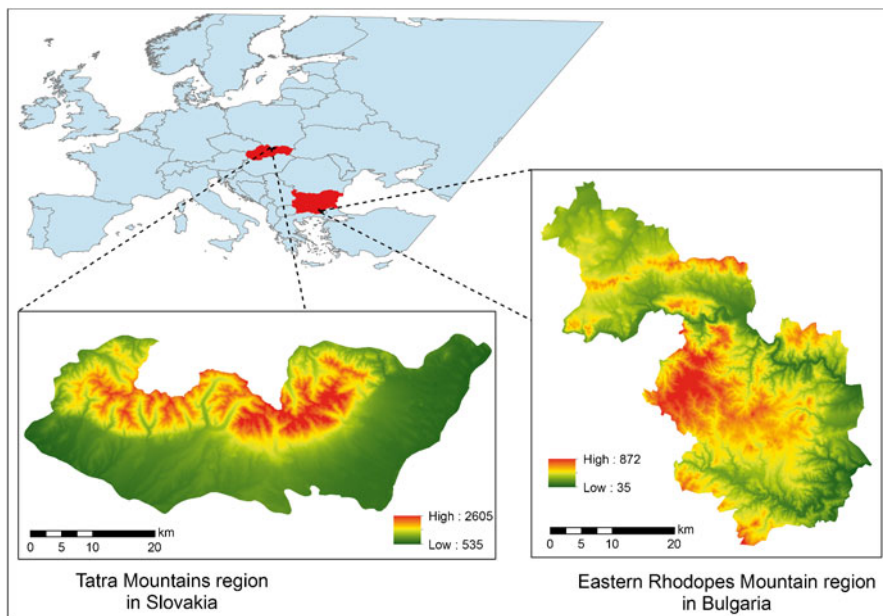 High : 2605
Low : 535
km
0 5 10 20
Tatra Mountains region
in Slovakia
High : 872
Low : 35
km
0 5 10 20
Eastern Rhodopes Mountain region
in Bulgaria